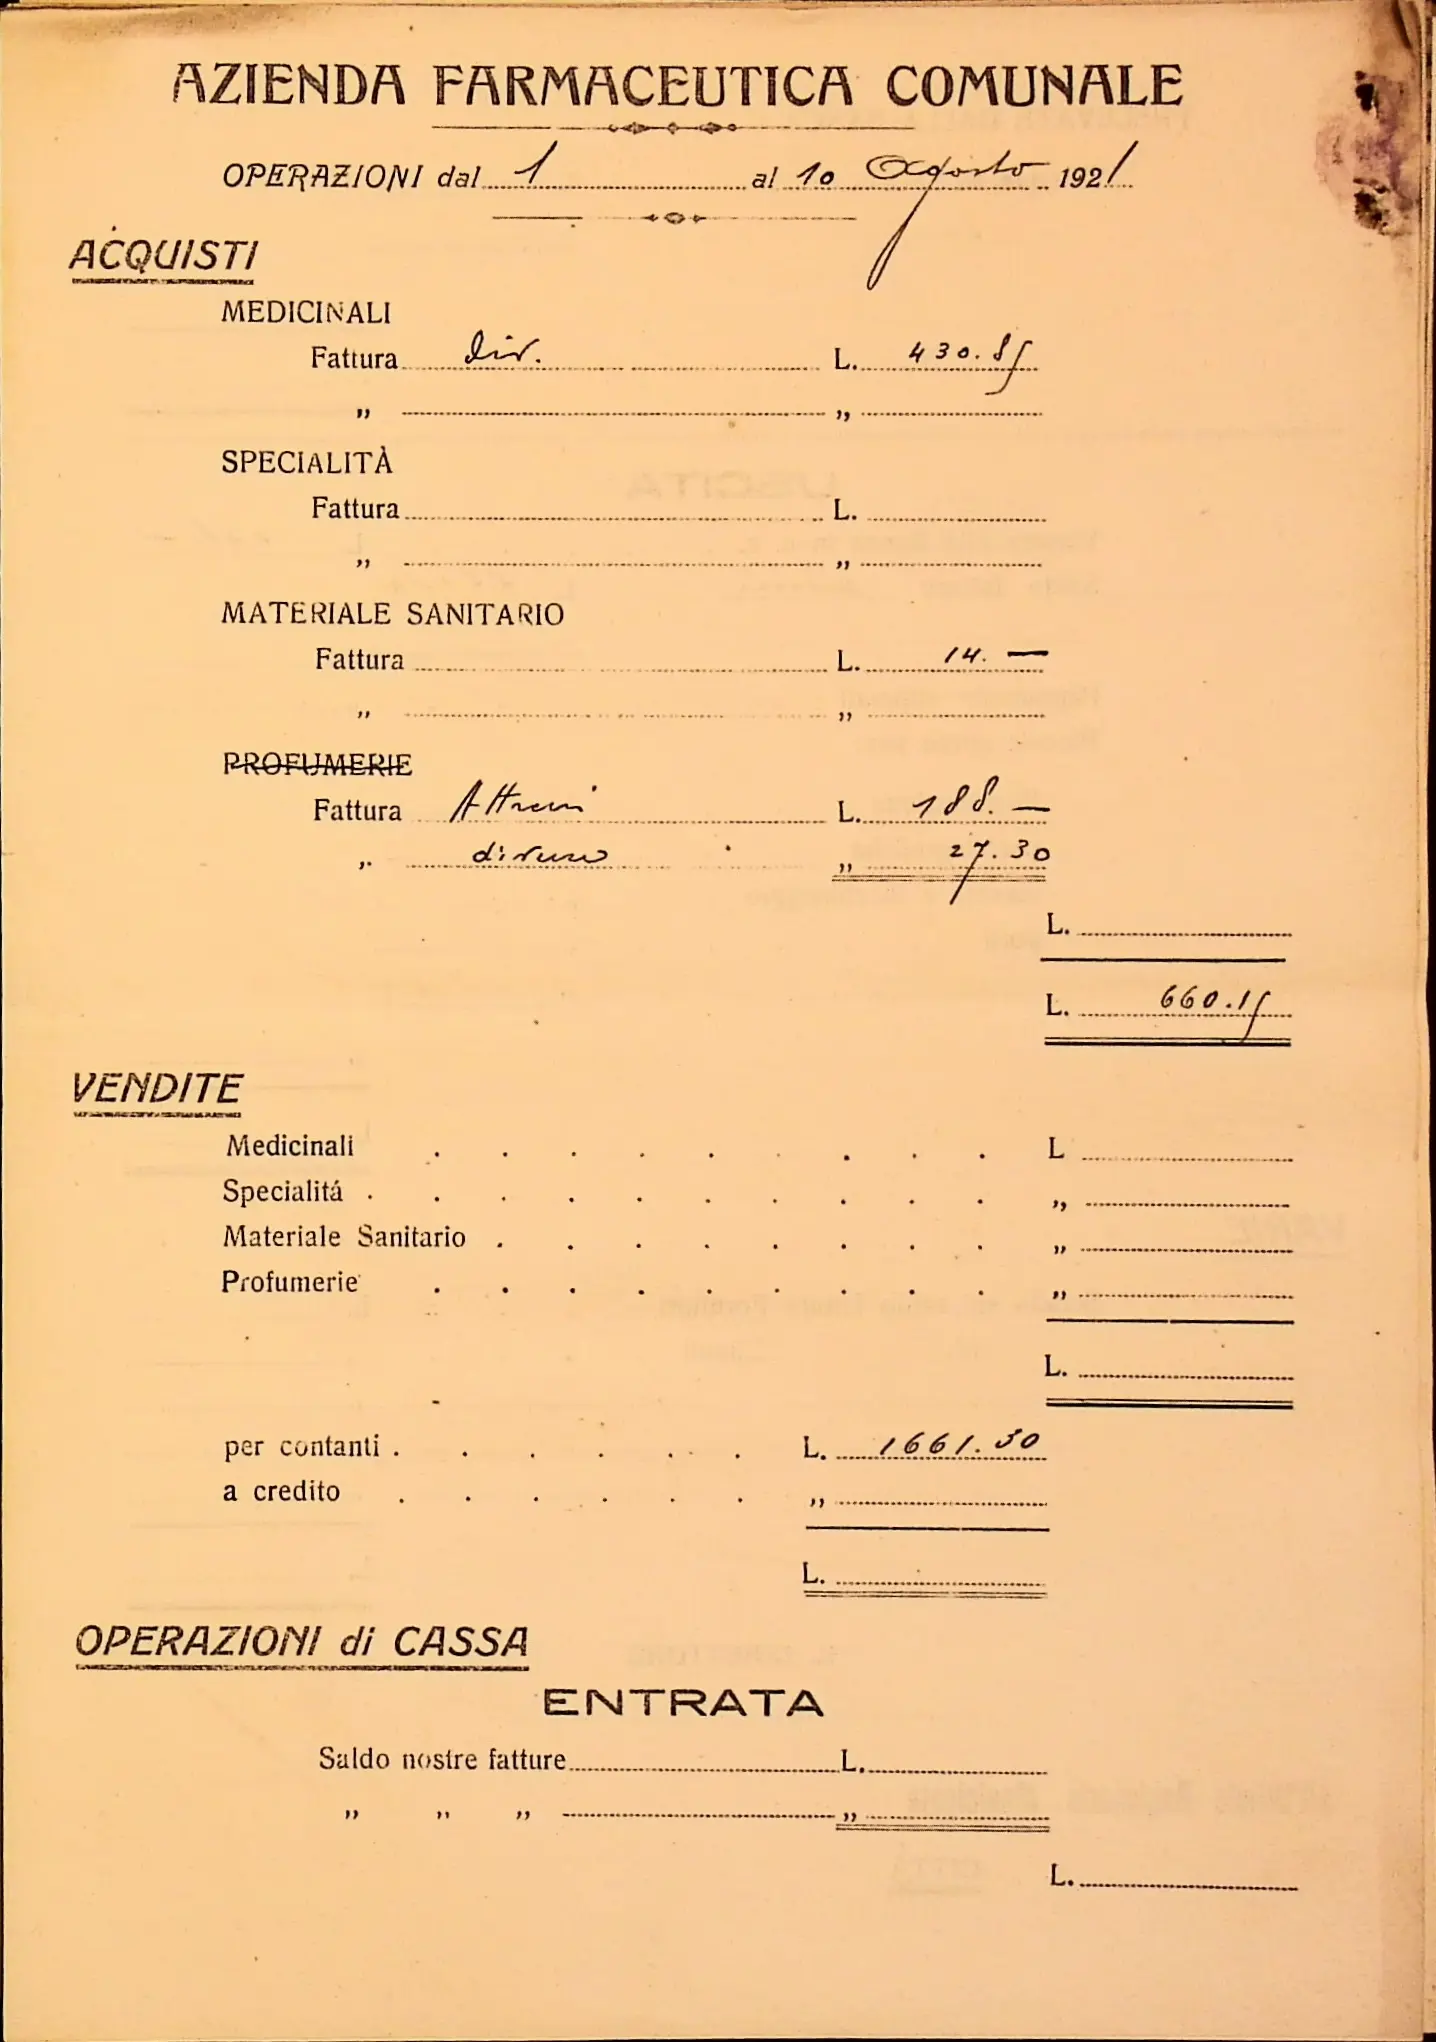 AZIENDA FARMACEUTICA COMUNALE
OPERAZIONI dal 1 al 10 Agosto 1921
ACQUISTI
MEDICINALI
Fattura div. L. 430.85
„ „
SPECIALITÀ
Fattura L.
„ „
MATERIALE SANITARIO
Fattura L. 14. —
„ „
PROFUMERIE
Fattura Attrezzi L. 188. —
„ diverse „ 27.30
L.
L. 660.15
VENDITE
Medicinali L
Specialitá „
Materiale Sanitario „
Profumerie „
L.
per contanti L. 1661.30
a credito „
L.
OPERAZIONI di CASSA
ENTRATA
Saldo nostre fatture L.
„ „ „ „
L.